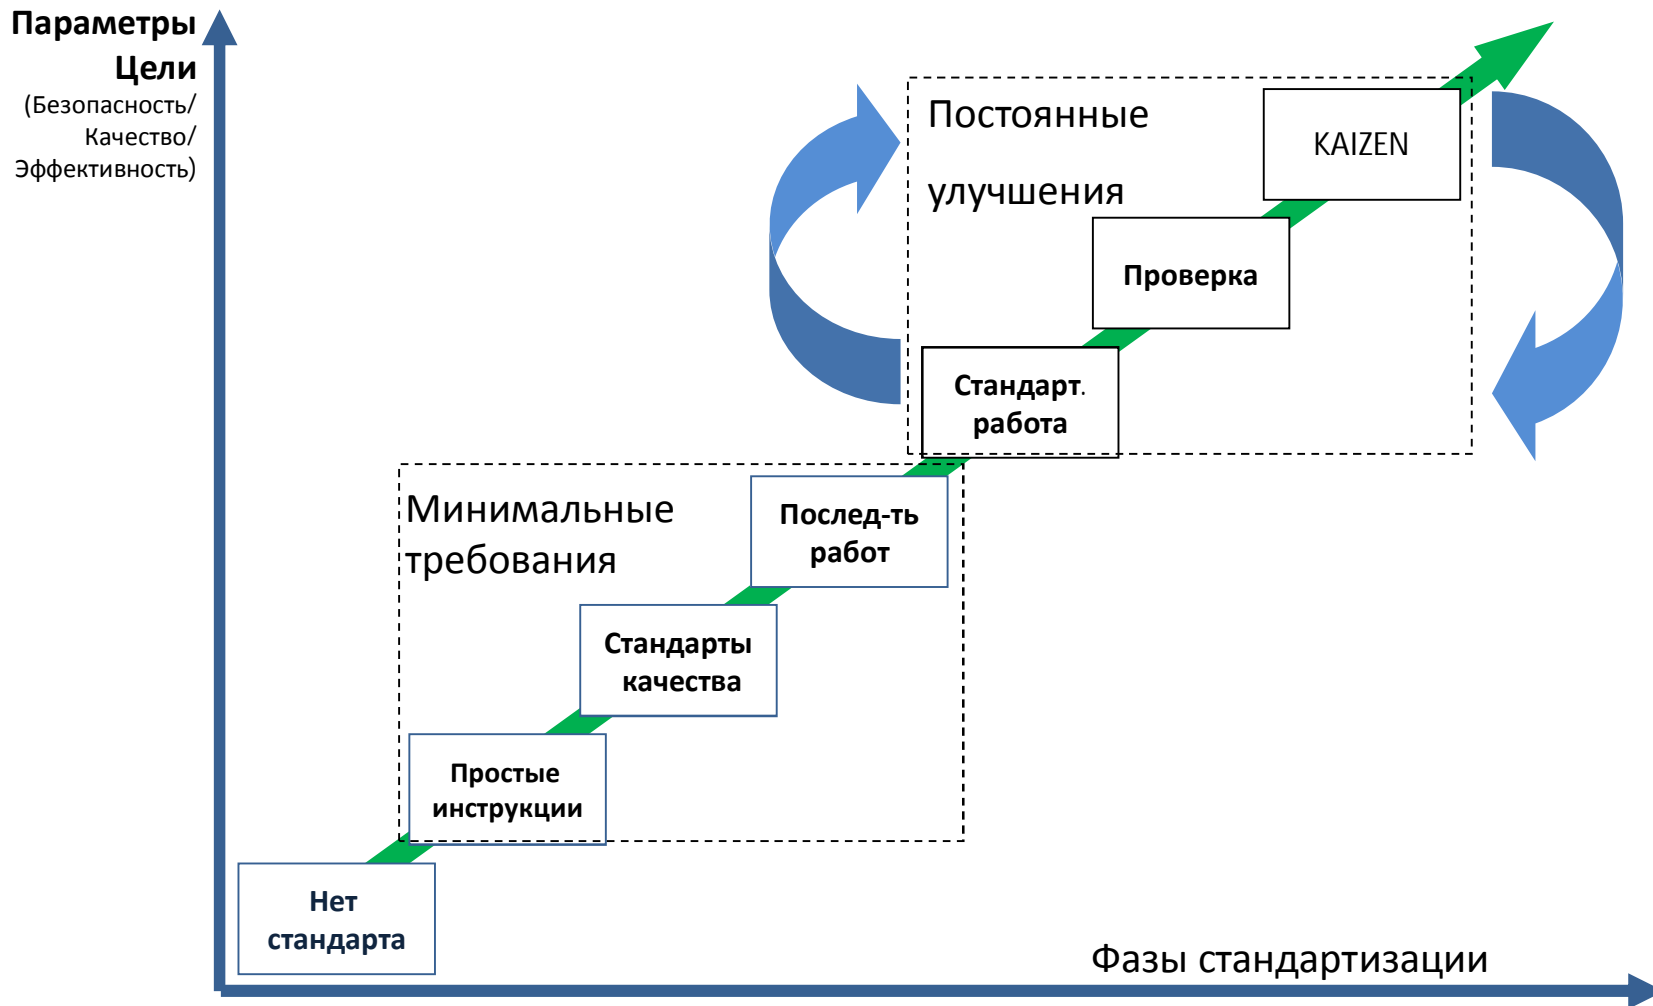 Параметры
Цели
(Безопасность/
Качество/
Эффективность)
Постоянные
улучшения
KAIZEN
Проверка
Стандарт.
работа
Минимальные
требования
Послед-ть
работ
Стандарты
качества
Простые
инструкции
Нет
стандарта
Фазы стандартизации